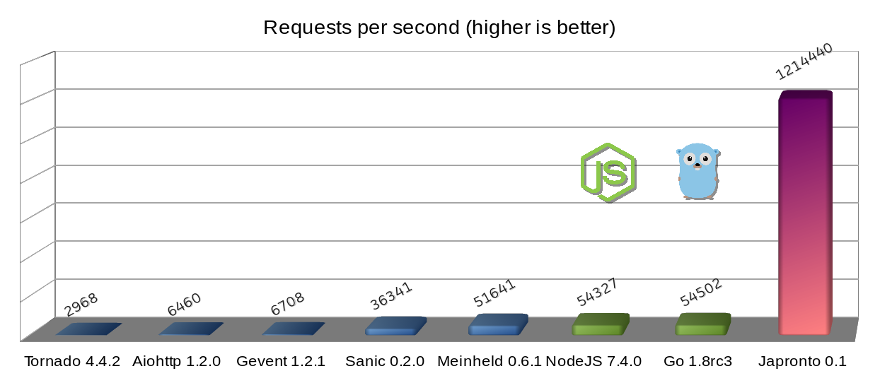 Requests per second (higher is better)
1214440
2968
6460
6708
36341
51641
54327
54502
JS
Tornado 4.4.2 Aiohttp 1.2.0 Gevent 1.2.1 Sanic 0.2.0 Meinheld 0.6.1 NodeJS 7.4.0 Go 1.8rc3 Japronto 0.1